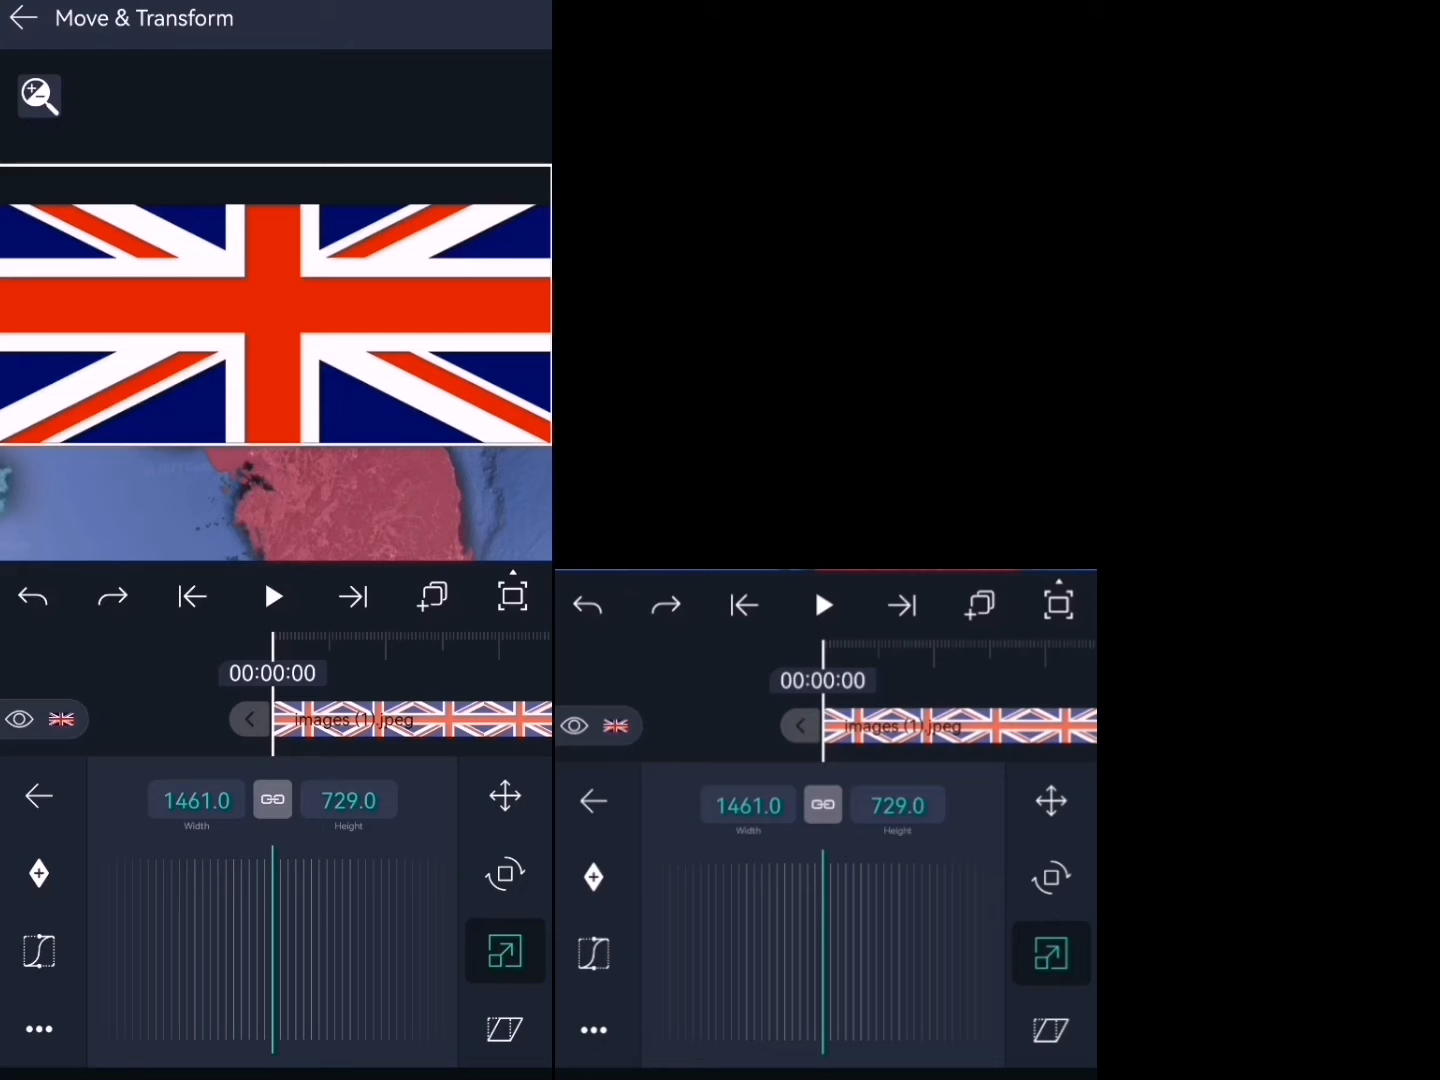 Move & Transform
00:00:00
images (1).jpeg
1461.0
729.0
Width
Height
00:00:00
images (1).jpeg
1461.0
729.0
Width
Height